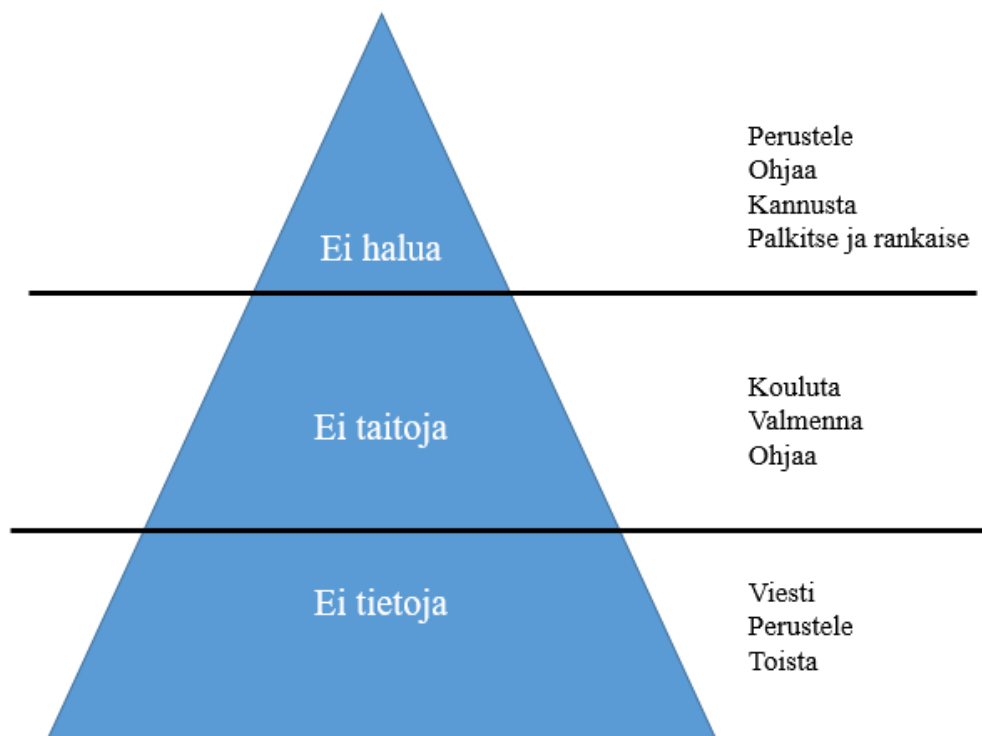 Perustele
Ohjaa
Kannusta
Palkitse ja rankaise
Ei halua
Kouluta
Valmenna
Ohjaa
Ei taitoja
Viesti
Perustele
Toista
Ei tietoja